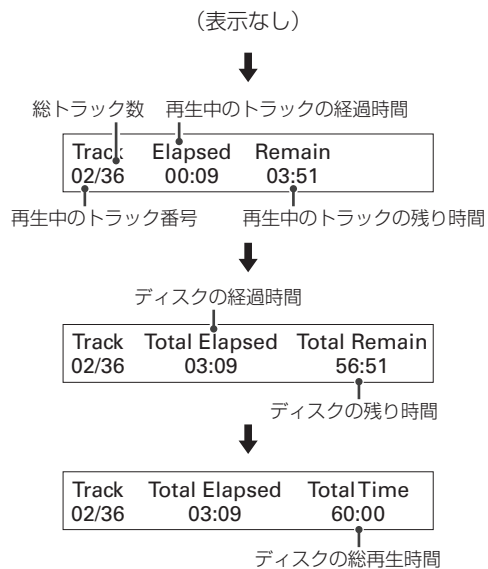 （表示なし）
総トラック数 再生中のトラックの経過時間
Track Elapsed Remain
02/36 00:09 03:51
再生中のトラック番号 再生中のトラックの残り時間
ディスクの経過時間
Track Total Elapsed Total Remain
02/36 03:09 56:51
ディスクの残り時間
Track Total Elapsed Total Time
02/36 03:09 60:00
ディスクの総再生時間